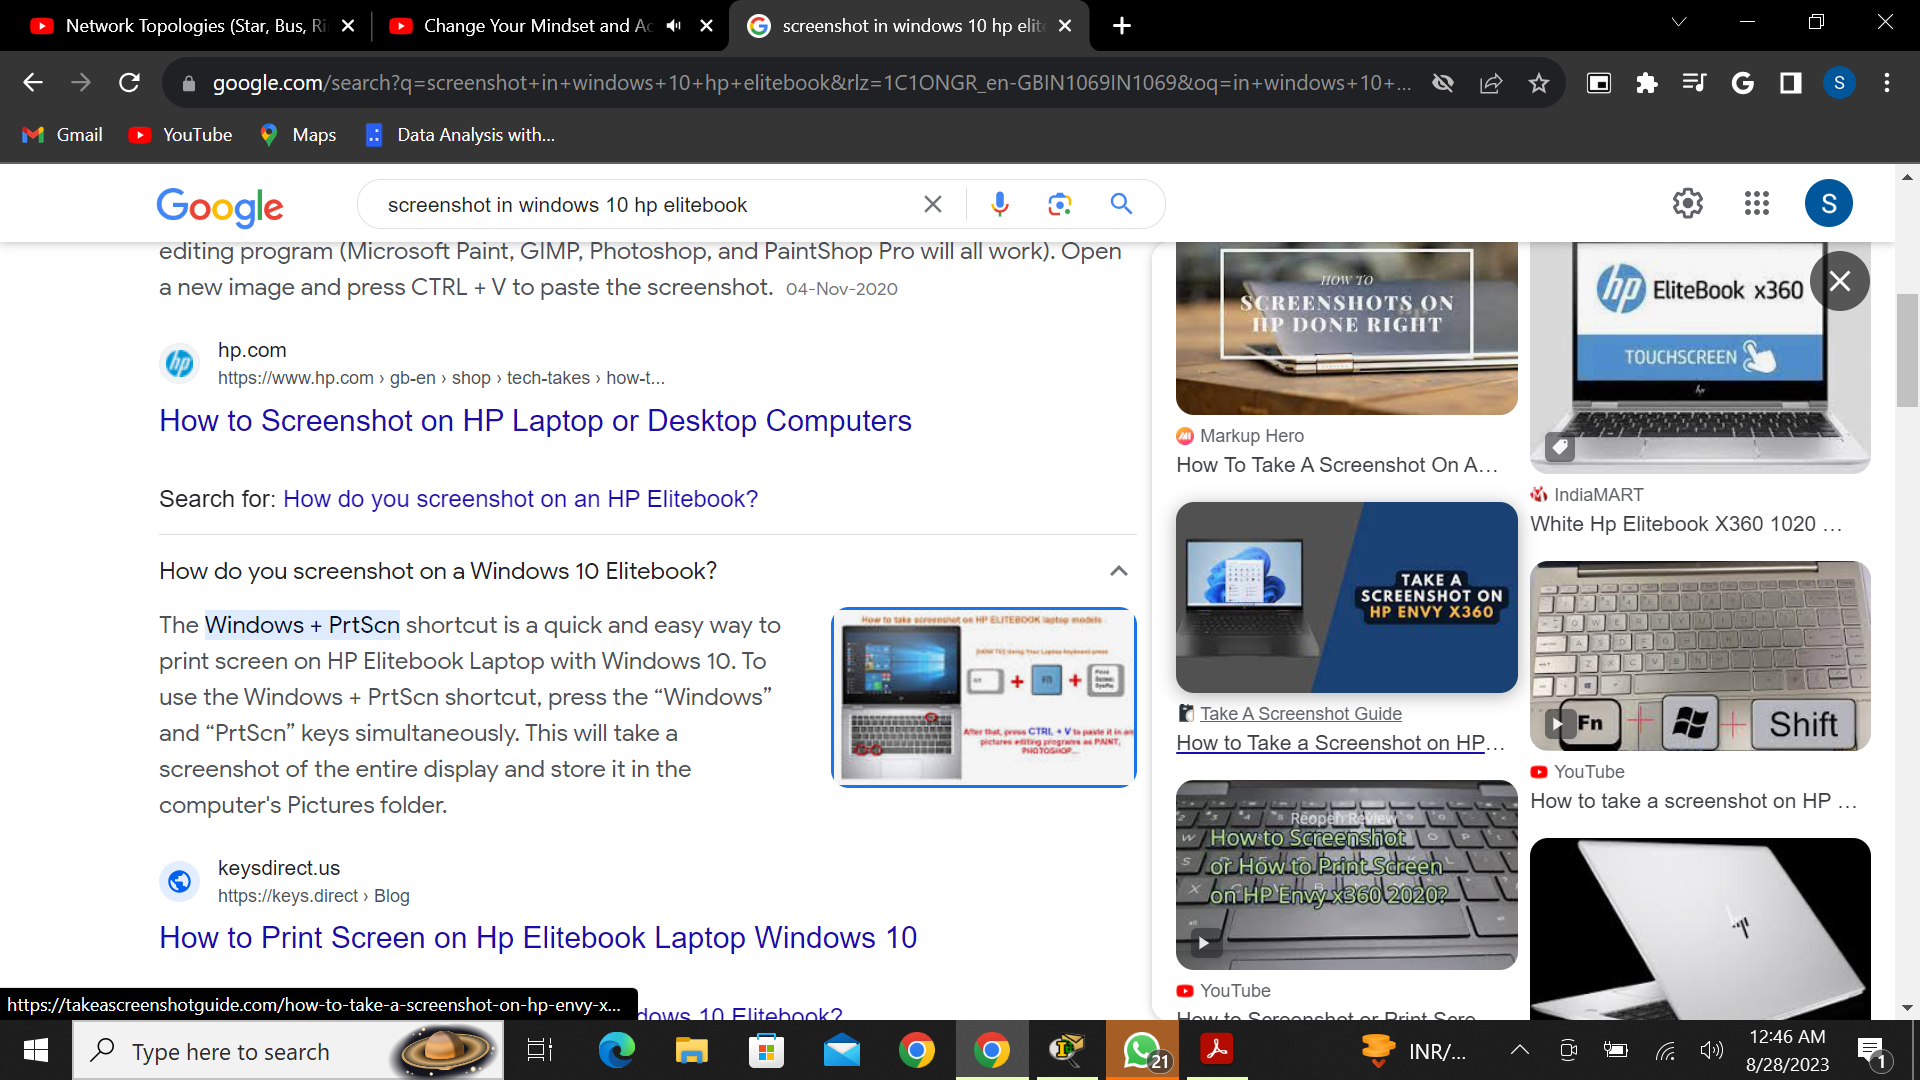 Network Topologies (Star, Bus, Ri
Change Your Mindset and Ac
screenshot in windows 10 hp elite
google.com/search?q=screenshot+in+windows+10+hp+elitebook&rlz=1C1ONGR_en-GBIN1069IN1069&oq=in+windows+10+...
S
Gmail
YouTube
Maps
Data Analysis with...
Google
screenshot in windows 10 hp elitebook
S
editing program (Microsoft Paint, GIMP, Photoshop, and PaintShop Pro will all work). Open
a new image and press CTRL + V to paste the screenshot. 04-Nov-2020
hp
hp.com
https://www.hp.com › gb-en › shop › tech-takes › how-t...
How to Screenshot on HP Laptop or Desktop Computers
Search for: How do you screenshot on an HP Elitebook?
How do you screenshot on a Windows 10 Elitebook?
The Windows + PrtScn shortcut is a quick and easy way to
print screen on HP Elitebook Laptop with Windows 10. To
use the Windows + PrtScn shortcut, press the “Windows”
and “PrtScn” keys simultaneously. This will take a
screenshot of the entire display and store it in the
computer's Pictures folder.
How to take screenshot on HP ELITEBOOK laptop models
[HOW TO] Using Your Laptop Keyboard press
+ FN +
After that, press CTRL + V to paste it in an
pictures editing programs as PAINT,
PHOTOSHOP...
keysdirect.us
https://keys.direct › Blog
How to Print Screen on Hp Elitebook Laptop Windows 10
dows 10 Elitebook?
https://takeascreenshotguide.com/how-to-take-a-screenshot-on-hp-envy-x...
HOW TO
SCREENSHOTS ON
HP DONE RIGHT
Markup Hero
How To Take A Screenshot On A...
TAKE A
SCREENSHOT ON
HP ENVY X360
Take A Screenshot Guide
How to Take a Screenshot on HP...
Reopen Review
How to Screenshot
or How to Print Screen
on HP Envy x360 2020?
YouTube
How to Screenshot or Print Scre
hp EliteBook x360
TOUCHSCREEN
hp
IndiaMART
White Hp Elitebook X360 1020 ...
Fn + + Shift
YouTube
How to take a screenshot on HP ...
Type here to search
21
INR/...
12:46 AM
8/28/2023
1